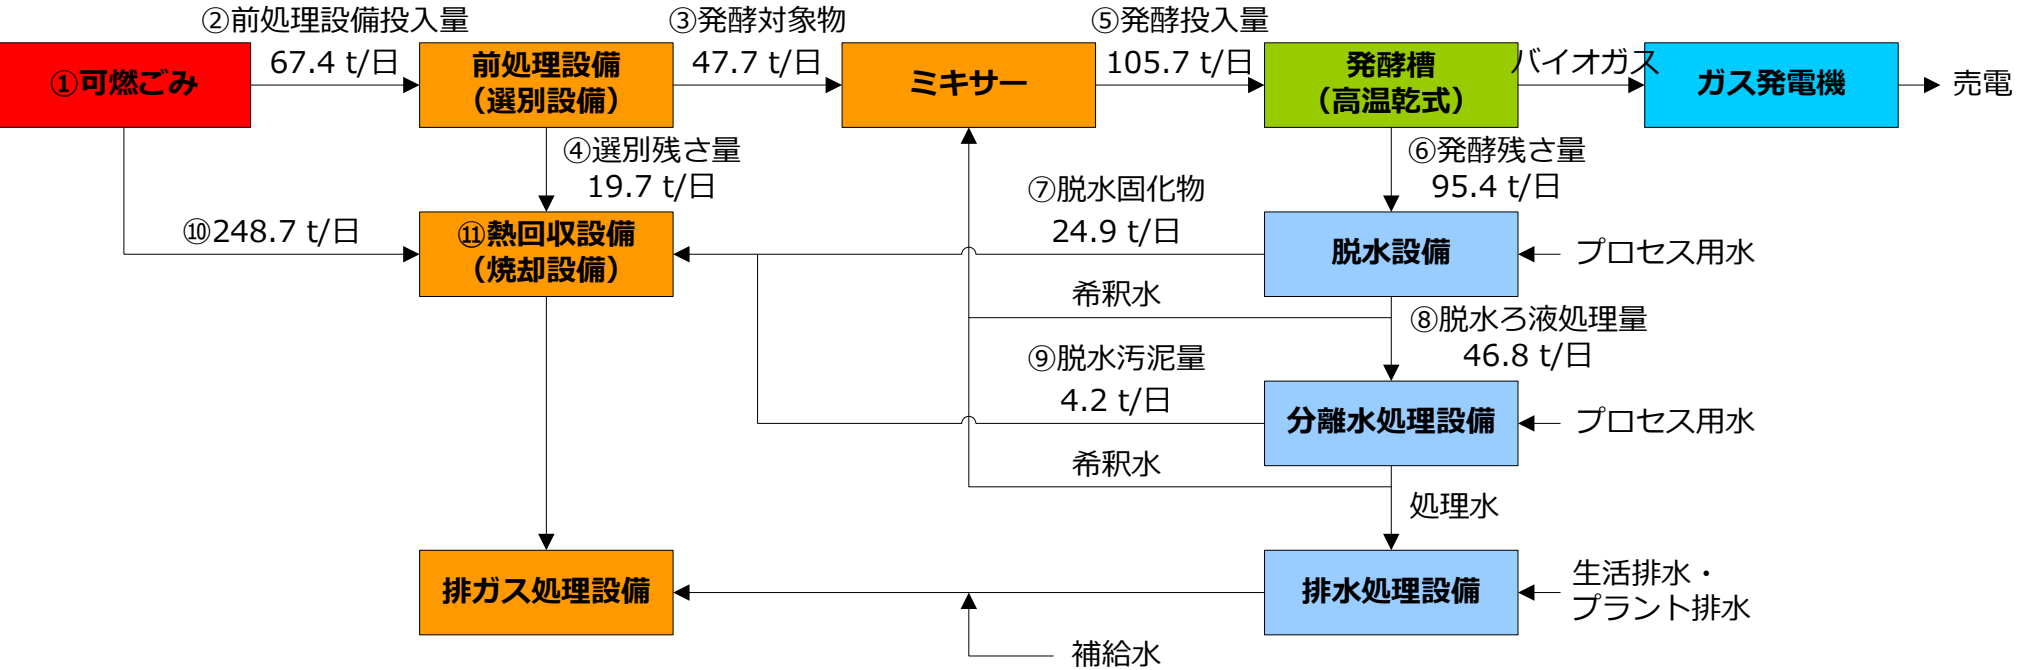 ②前処理設備投入量
③発酵対象物
⑤発酵投入量
①可燃ごみ
67.4 t/日
前処理設備
(選別設備)
47.7 t/日
ミキサー
105.7 t/日
発酵槽
(高温乾式)
バイオガス
ガス発電機
売電
④選別残さ量
19.7 t/日
⑥発酵残さ量
95.4 t/日
⑦脱水固化物
24.9 t/日
⑩248.7 t/日
⑪熱回収設備
(焼却設備)
脱水設備
プロセス用水
希釈水
⑧脱水ろ液処理量
46.8 t/日
⑨脱水汚泥量
4.2 t/日
分離水処理設備
プロセス用水
希釈水
処理水
排ガス処理設備
排水処理設備
生活排水・
プラント排水
補給水